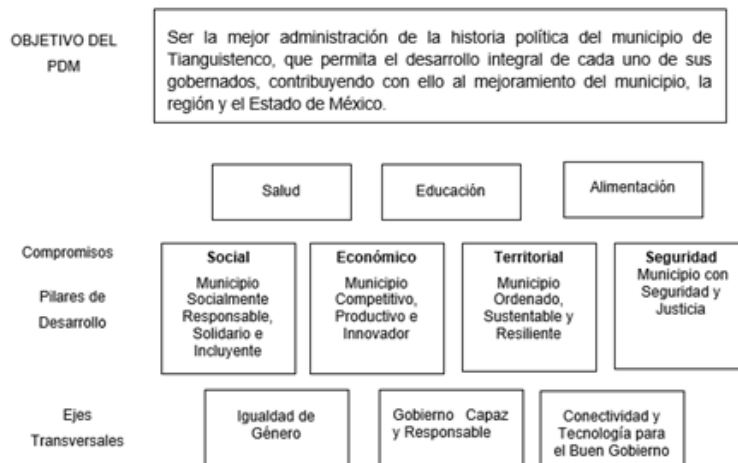 OBJETIVO DEL
PDM
Ser la mejor administración de la historia política del municipio de
Tianguistenco, que permita el desarrollo integral de cada uno de sus
gobernados, contribuyendo con ello al mejoramiento del municipio, la
región y el Estado de México.
Salud
Educación
Alimentación
Compromisos
Pilares de
Desarrollo
Social
Municipio
Socialmente
Responsable,
Solidario e
Incluyente
Económico
Municipio
Competitivo,
Productivo e
Innovador
Territorial
Municipio
Ordenado,
Sustentable y
Resiliente
Seguridad
Municipio con
Seguridad y
Justicia
Ejes
Transversales
Igualdad de
Género
Gobierno Capaz
y Responsable
Conectividad y
Tecnología para
el Buen Gobierno